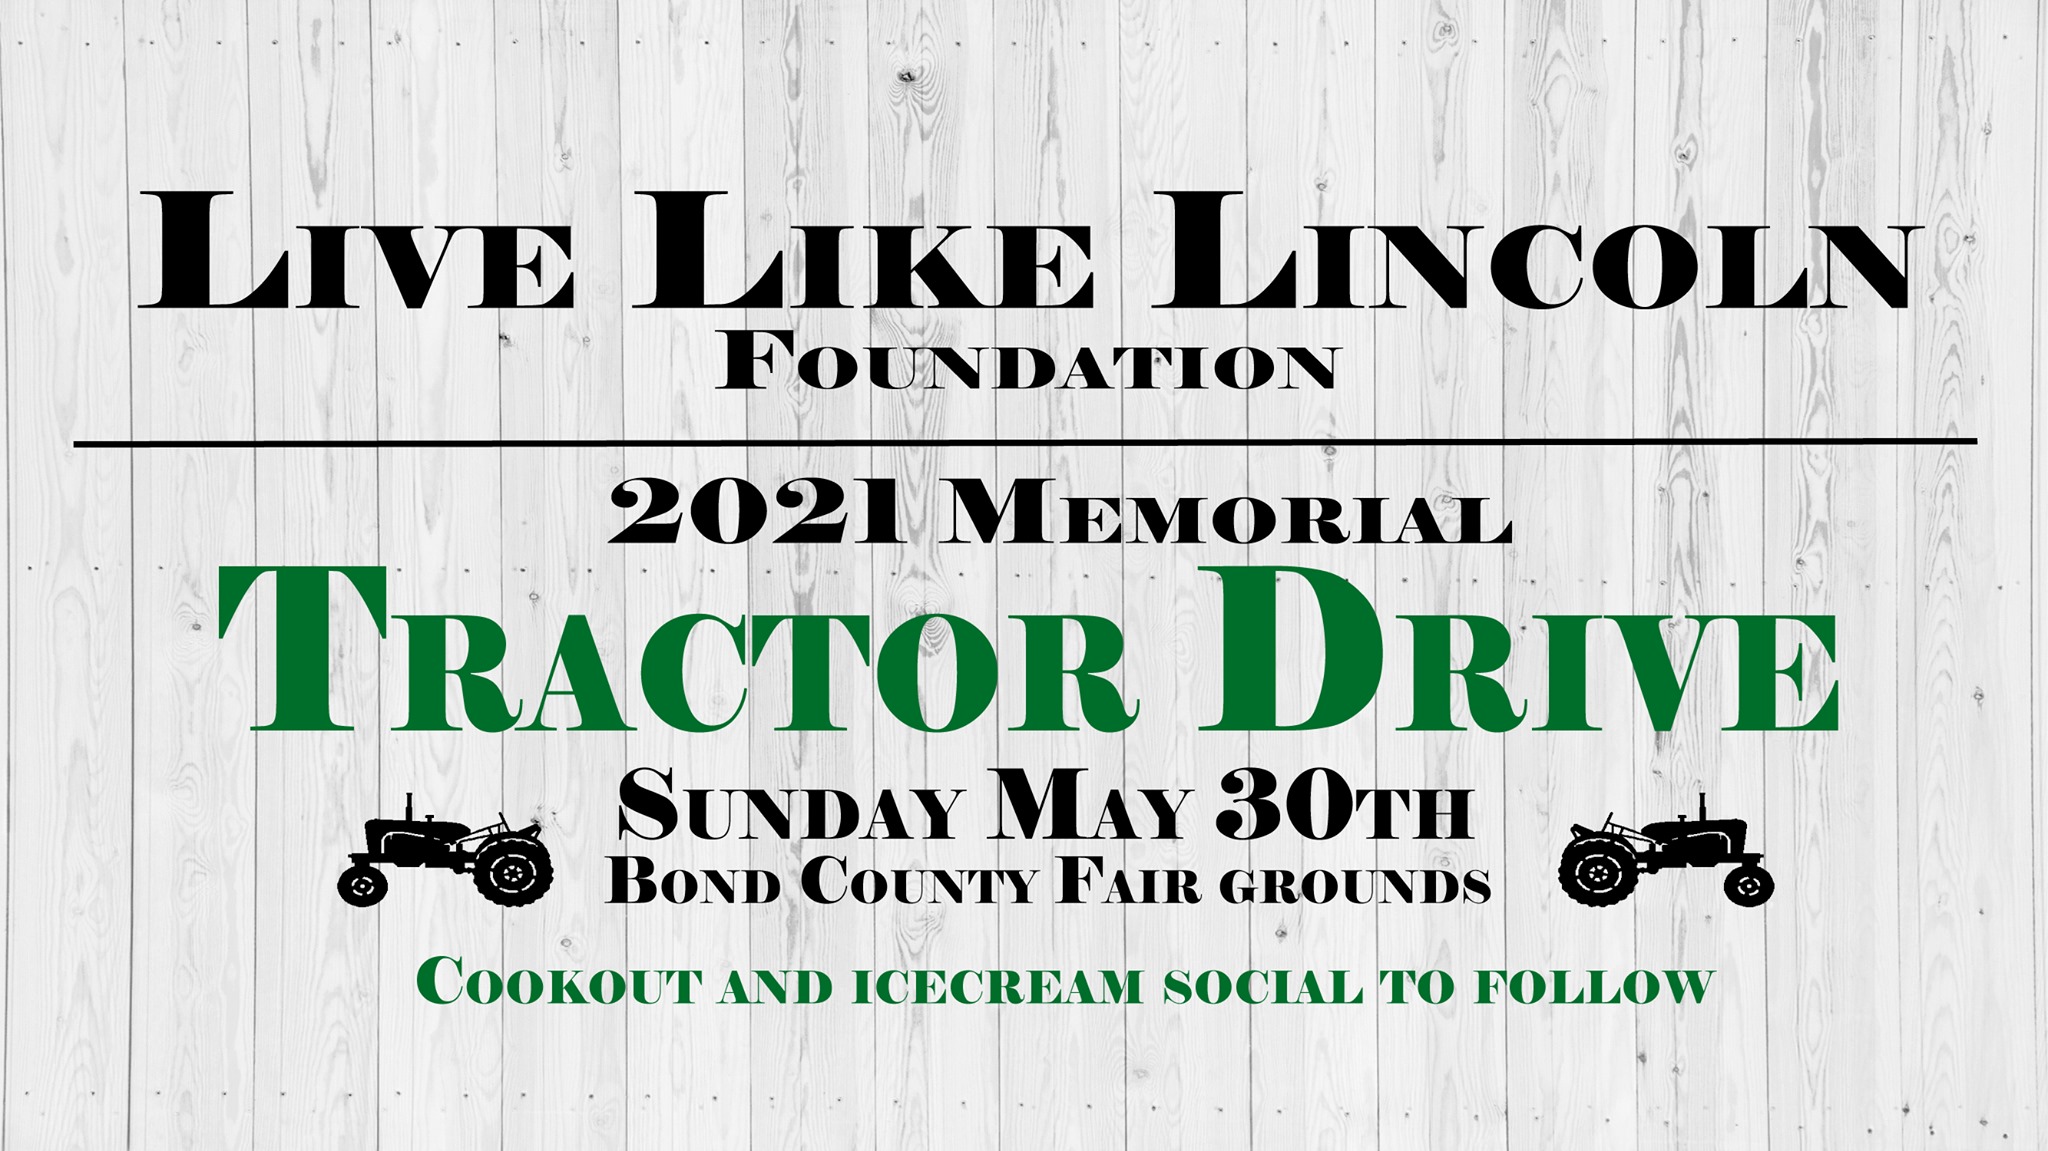 Live Like Lincoln
Foundation
2021 Memorial
Tractor Drive
Sunday May 30th
Bond County Fair grounds
Cookout and icecream social to follow